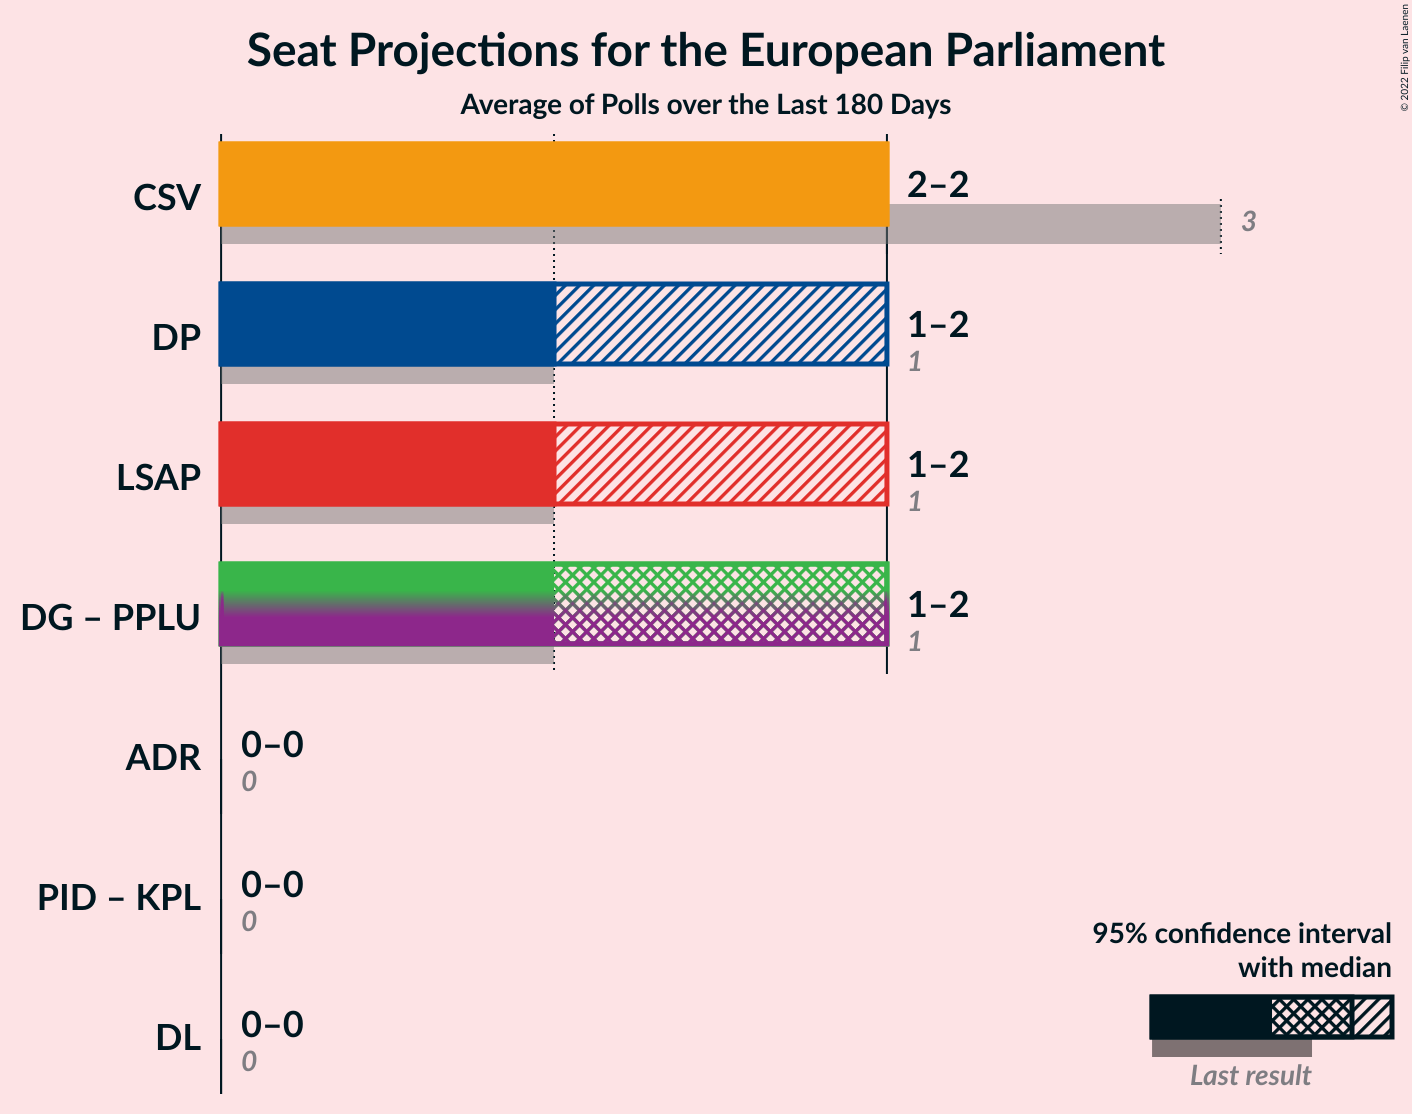 Seat Projections for the European Parliament
Average of Polls over the Last 180 Days
© 2022 Filip van Laenen
CSV
2–2
3
DP
1–2
1
LSAP
1–2
1
DG – PPLU
1–2
1
ADR
0–0
0
PID – KPL
0–0
0
DL
0–0
0
95% confidence interval
with median
Last result